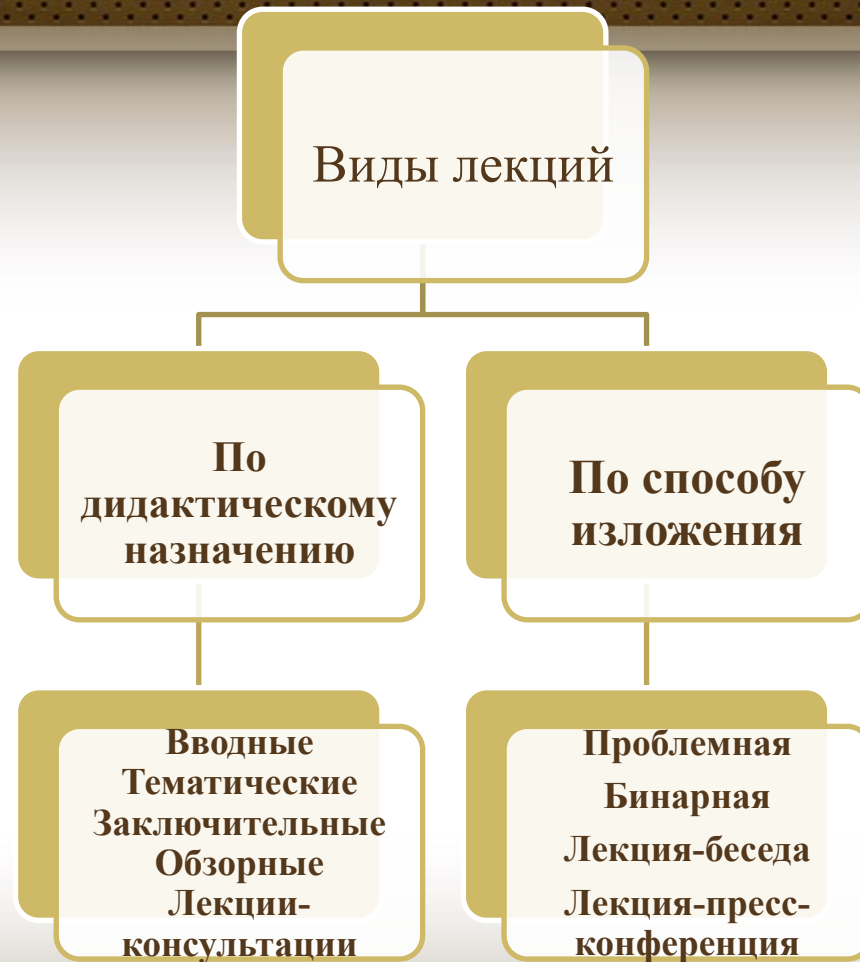 Виды лекций
По
дидактическому
назначению
По способу
изложения
Вводные
Тематические
Заключительные
Обзорные
Лекции-
консультации
Проблемная
Бинарная
Лекция-беседа
Лекция-пресс-
конференция